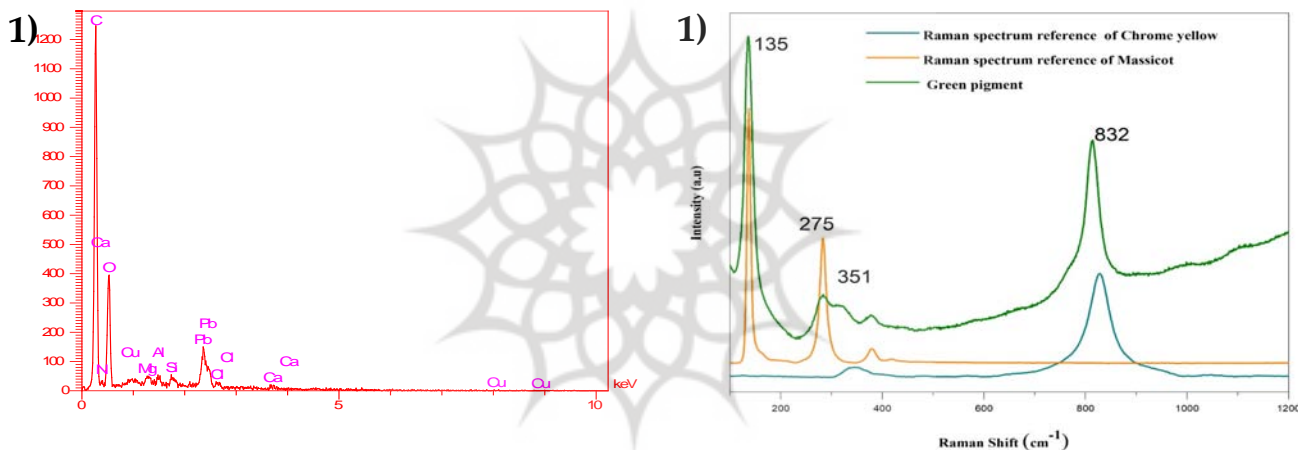 1)
C
1200
1100
1000
900
800
700
600
500
400
300
200
100
0
Ca
O
N
Cu
Mg
Al
Si
Pb
Pb
Cl
Cl
Ca
Ca
Cu
Cu
keV
0
5
10
1)
135
275
351
832
Raman spectrum reference of Chrome yellow
Raman spectrum reference of Massicot
Green pigment
Intensity (a.u)
200
400
600
800
1000
1200
Raman Shift (cm⁻¹)